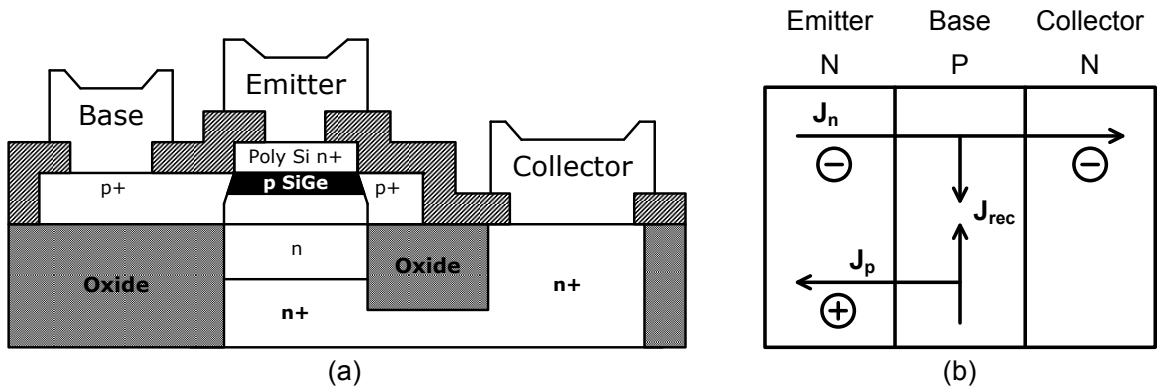 Emitter
Base
Poly Si n+
Collector
p+
p SiGe
p+
n
Oxide
Oxide
n+
n+
(a)
Emitter Base Collector
N P N
Jn
−
−
Jrec
Jp
+
(b)